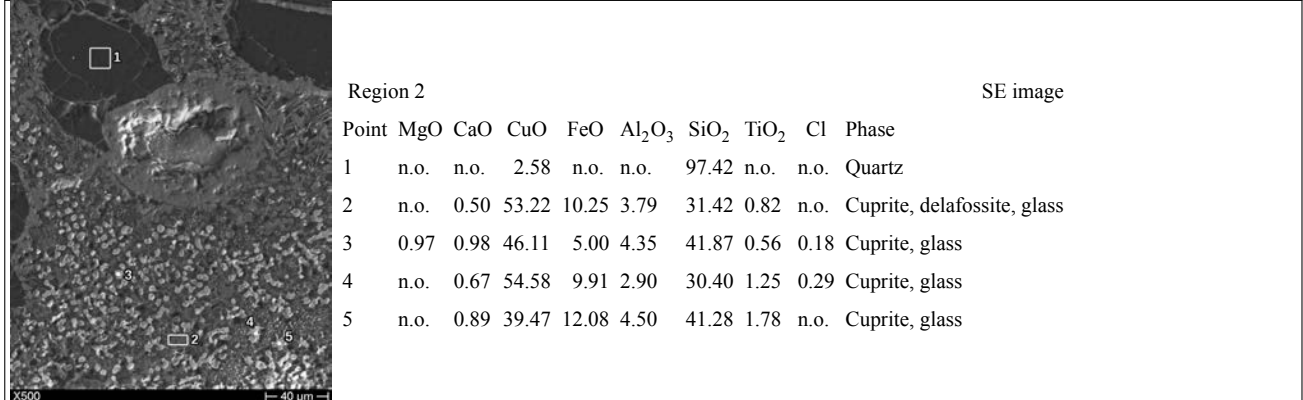 1
3
4
2
5
X500
40 µm
Region 2 SE image
Point MgO CaO CuO FeO Al₂O₃ SiO₂ TiO₂ Cl Phase
1 n.o. n.o. 2.58 n.o. n.o. 97.42 n.o. n.o. Quartz
2 n.o. 0.50 53.22 10.25 3.79 31.42 0.82 n.o. Cuprite, delafossite, glass
3 0.97 0.98 46.11 5.00 4.35 41.87 0.56 0.18 Cuprite, glass
4 n.o. 0.67 54.58 9.91 2.90 30.40 1.25 0.29 Cuprite, glass
5 n.o. 0.89 39.47 12.08 4.50 41.28 1.78 n.o. Cuprite, glass